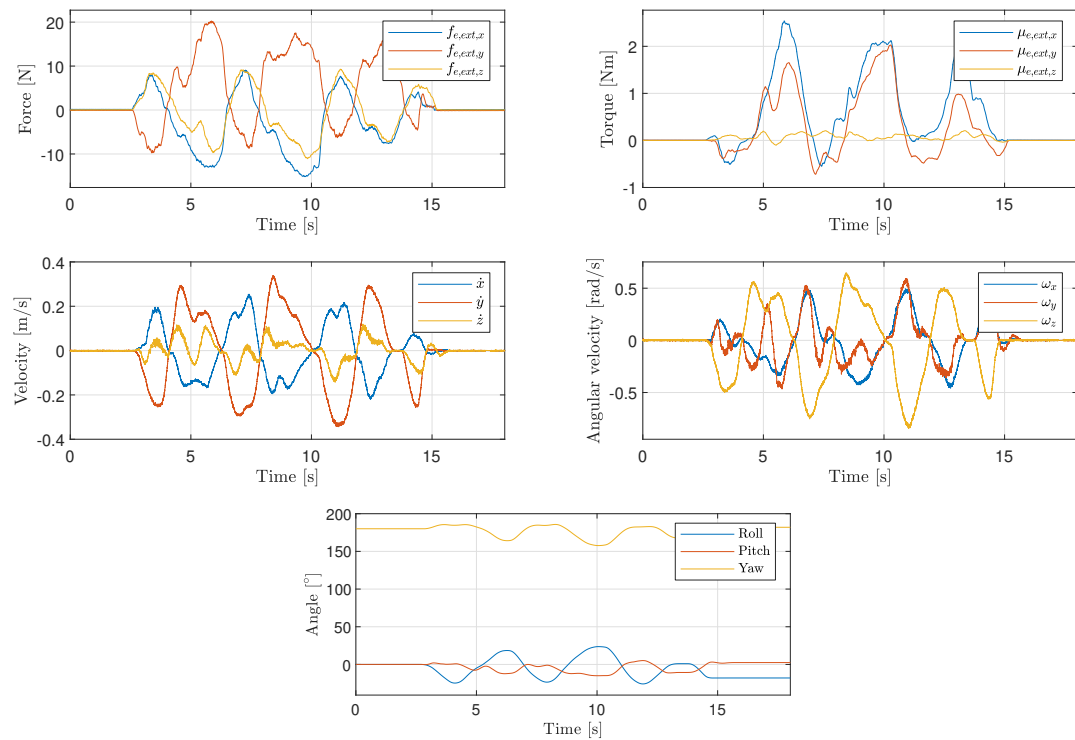 Force [N]
20
10
0
-10
0
5
10
15
Time [s]
f_{e,ext,x}
f_{e,ext,y}
f_{e,ext,z}
Torque [Nm]
2
1
0
-1
0
5
10
15
Time [s]
μ_{e,ext,x}
μ_{e,ext,y}
μ_{e,ext,z}
Velocity [m/s]
0.4
0.2
0
-0.2
-0.4
0
5
10
15
Time [s]
ẋ
ẏ
ż
Angular velocity [rad/s]
0.5
0
-0.5
0
5
10
15
Time [s]
ω_x
ω_y
ω_z
Angle [°]
200
150
100
50
0
0
5
10
15
Time [s]
Roll
Pitch
Yaw